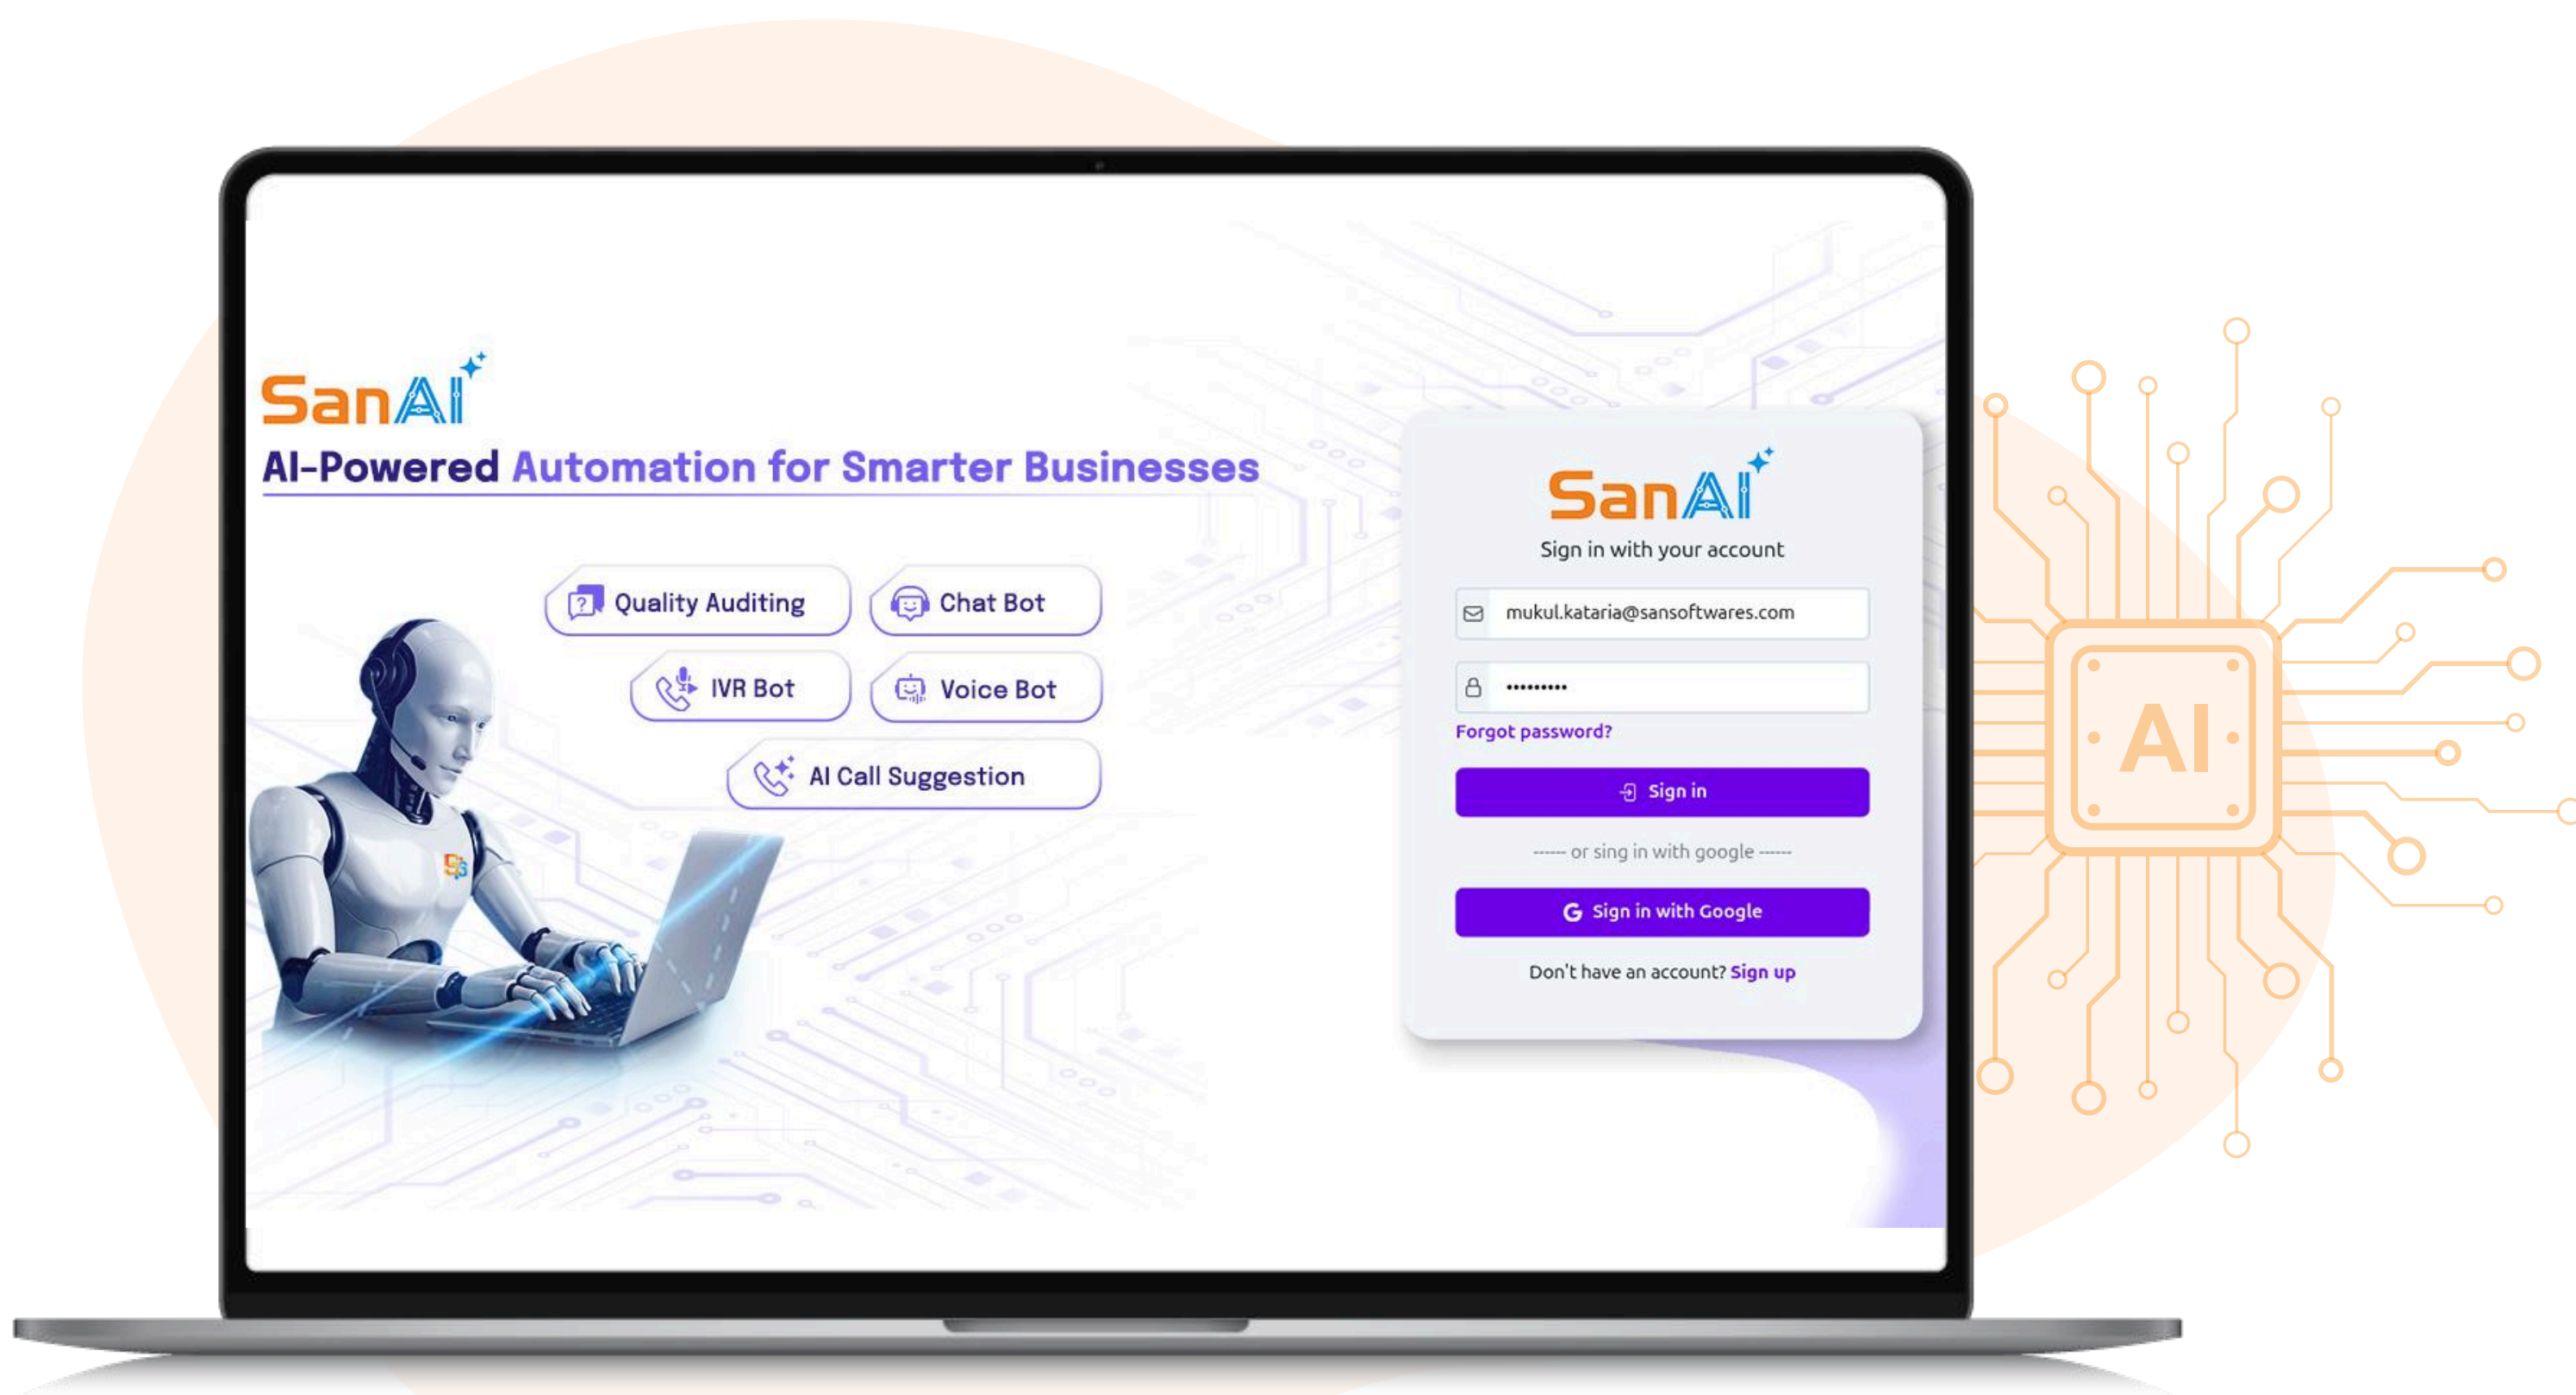 SanAI
AI-Powered Automation for Smarter Businesses
Quality Auditing
Chat Bot
IVR Bot
Voice Bot
AI Call Suggestion
SanAI
Sign in with your account
mukul.kataria@sansoftwares.com
•••••••••
Forgot password?
Sign in
------ or sing in with google ------
G Sign in with Google
Don't have an account? Sign up
AI